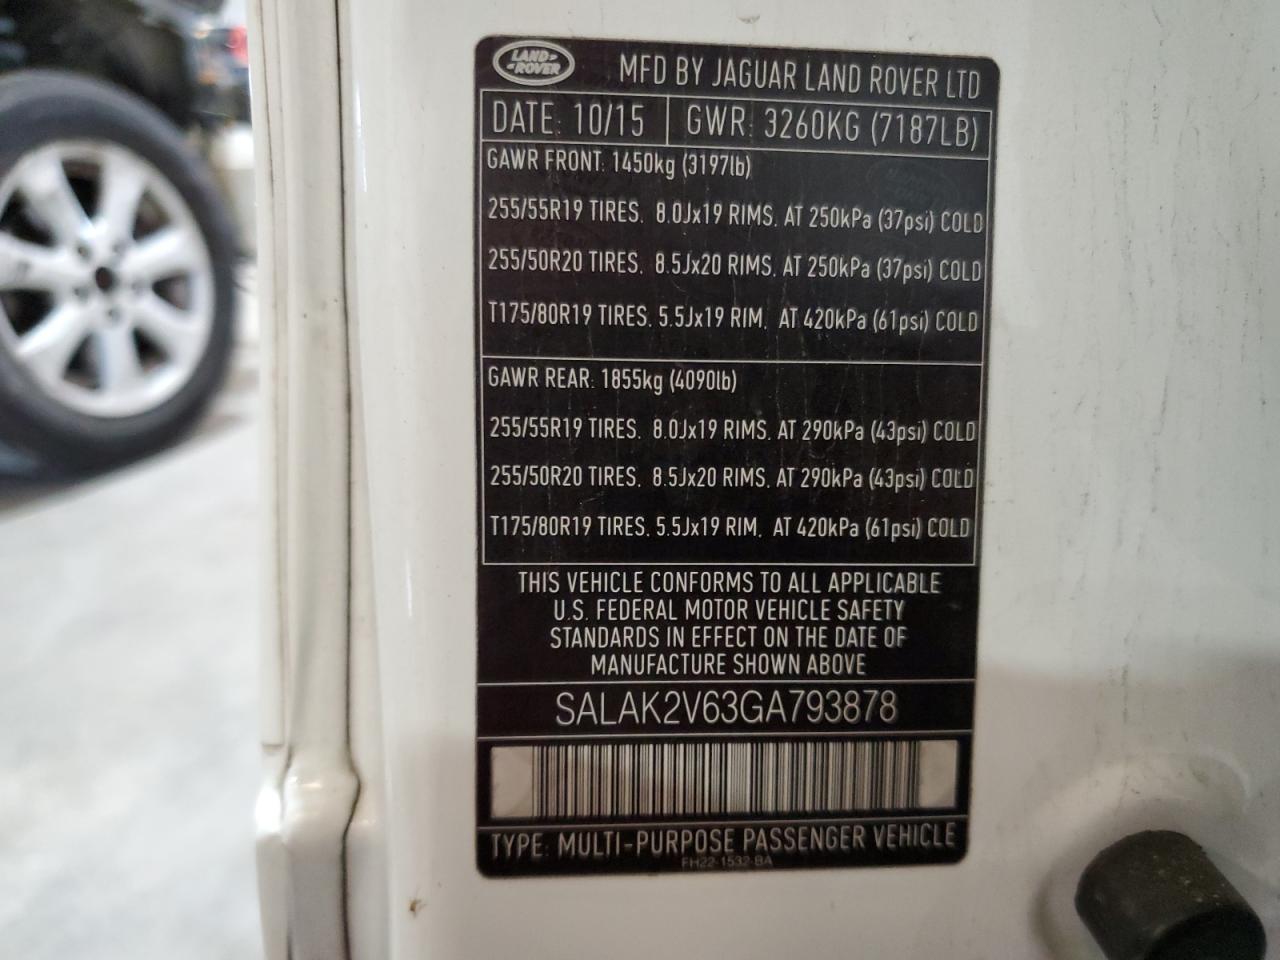 LAND ROVER
MFD BY JAGUAR LAND ROVER LTD
DATE: 10/15 GWR: 3260KG (7187LB)
GAWR FRONT: 1450kg (3197lb)
255/55R19 TIRES, 8.0Jx19 RIMS, AT 250kPa (37psi) COLD
255/50R20 TIRES, 8.5Jx20 RIMS, AT 250kPa (37psi) COLD
T175/80R19 TIRES, 5.5Jx19 RIM, AT 420kPa (61psi) COLD
GAWR REAR: 1855kg (4090lb)
255/55R19 TIRES, 8.0Jx19 RIMS, AT 290kPa (43psi) COLD
255/50R20 TIRES, 8.5Jx20 RIMS, AT 290kPa (43psi) COLD
T175/80R19 TIRES, 5.5Jx19 RIM, AT 420kPa (61psi) COLD
THIS VEHICLE CONFORMS TO ALL APPLICABLE
U.S. FEDERAL MOTOR VEHICLE SAFETY
STANDARDS IN EFFECT ON THE DATE OF
MANUFACTURE SHOWN ABOVE
SALAK2V63GA793878
TYPE: MULTI-PURPOSE PASSENGER VEHICLE
FH22-1532-BA